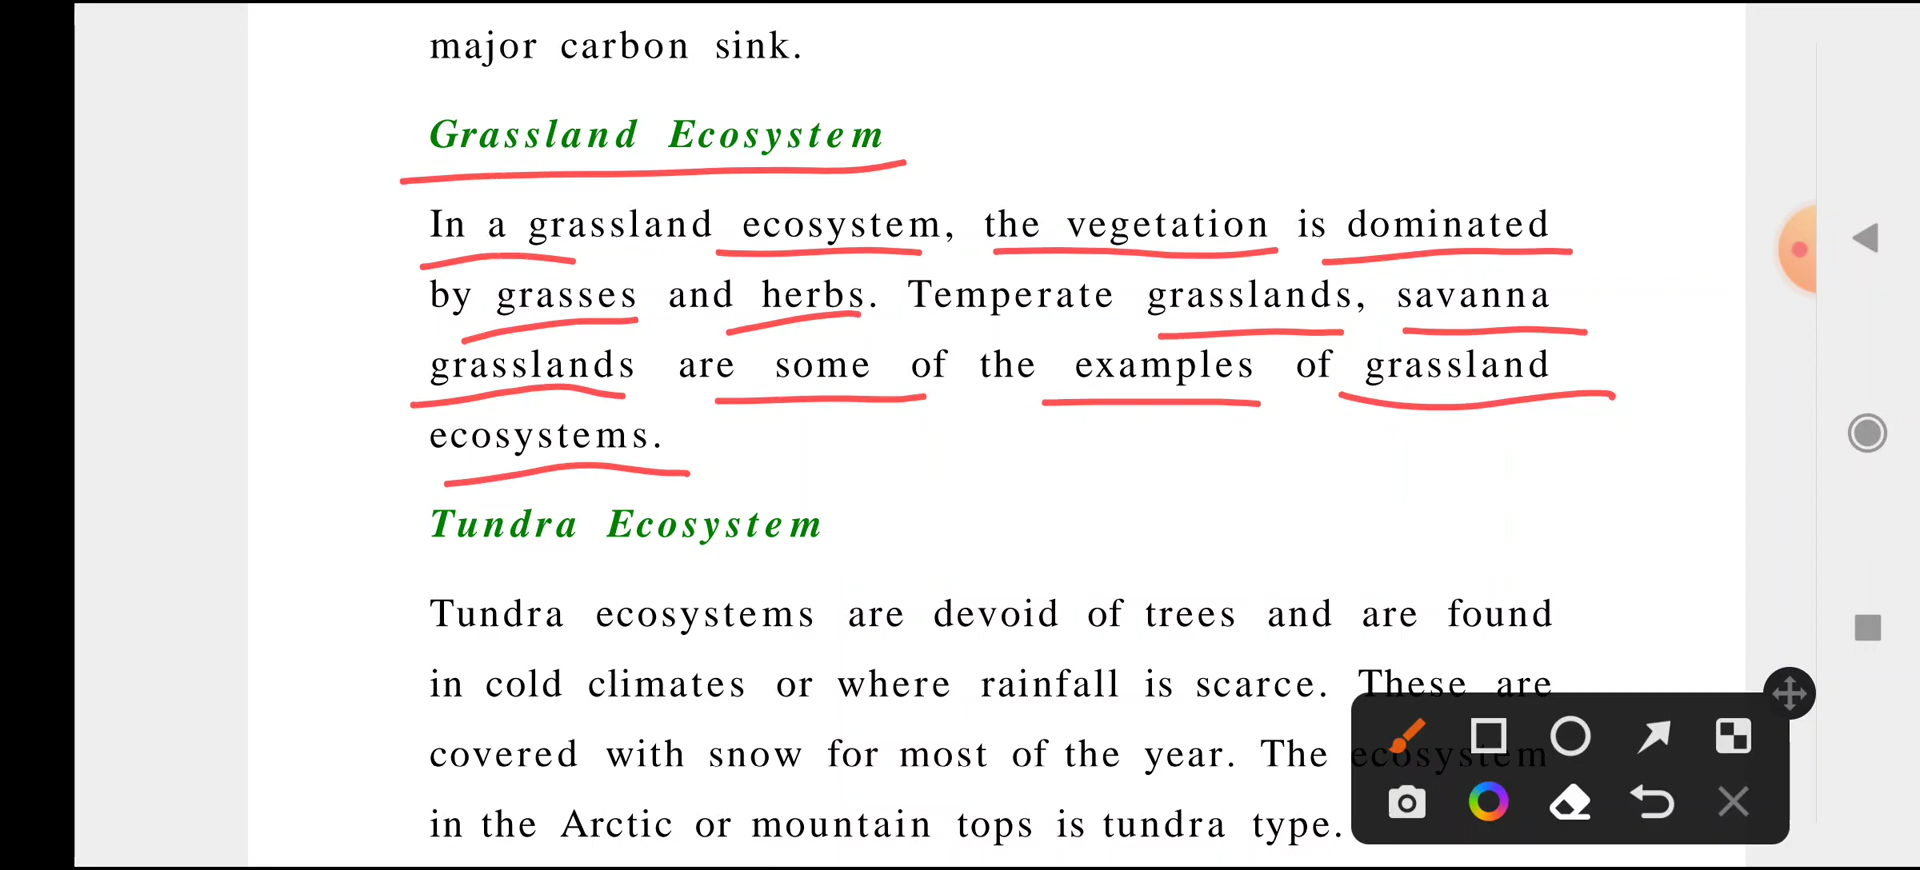 major carbon sink.
Grassland Ecosystem
In a grassland ecosystem, the vegetation is dominated
by grasses and herbs. Temperate grasslands, savanna
grasslands are some of the examples of grassland
ecosystems.
Tundra Ecosystem
Tundra ecosystems are devoid of trees and are found
in cold climates or where rainfall is scarce. These are
covered with snow for most of the year. The ecosystem
in the Arctic or mountain tops is tundra type.